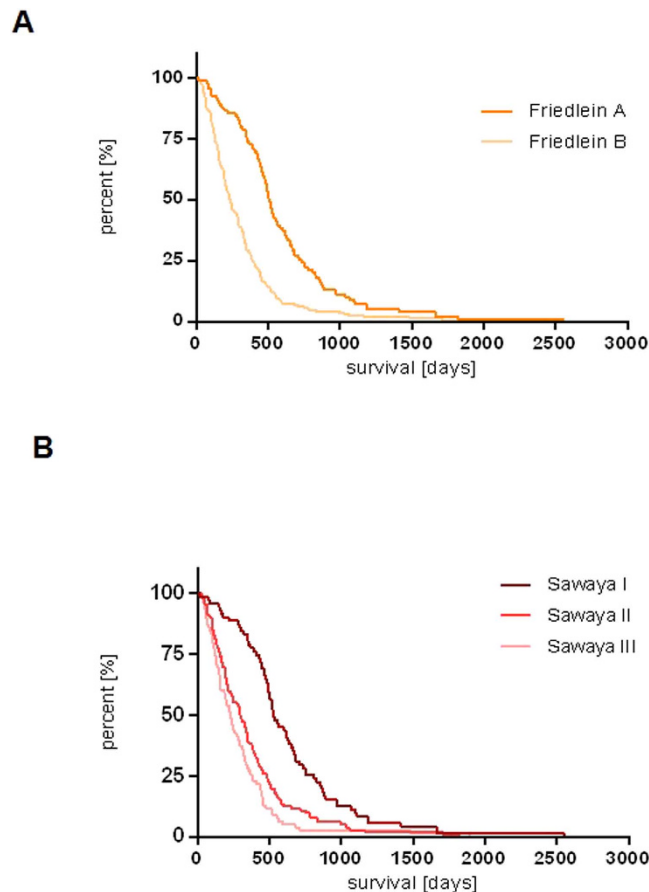 A
percent [%]
100
75
50
25
0
Friedlein A
Friedlein B
0 500 1000 1500 2000 2500 3000
survival [days]
B
percent [%]
100
75
50
25
0
Sawaya I
Sawaya II
Sawaya III
0 500 1000 1500 2000 2500 3000
survival [days]